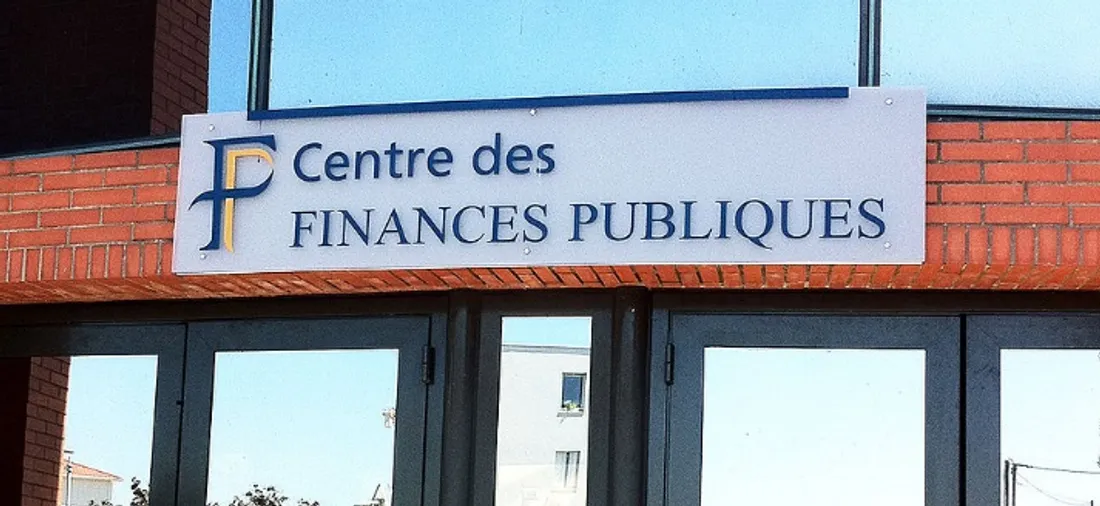 Centre des
FINANCES PUBLIQUES